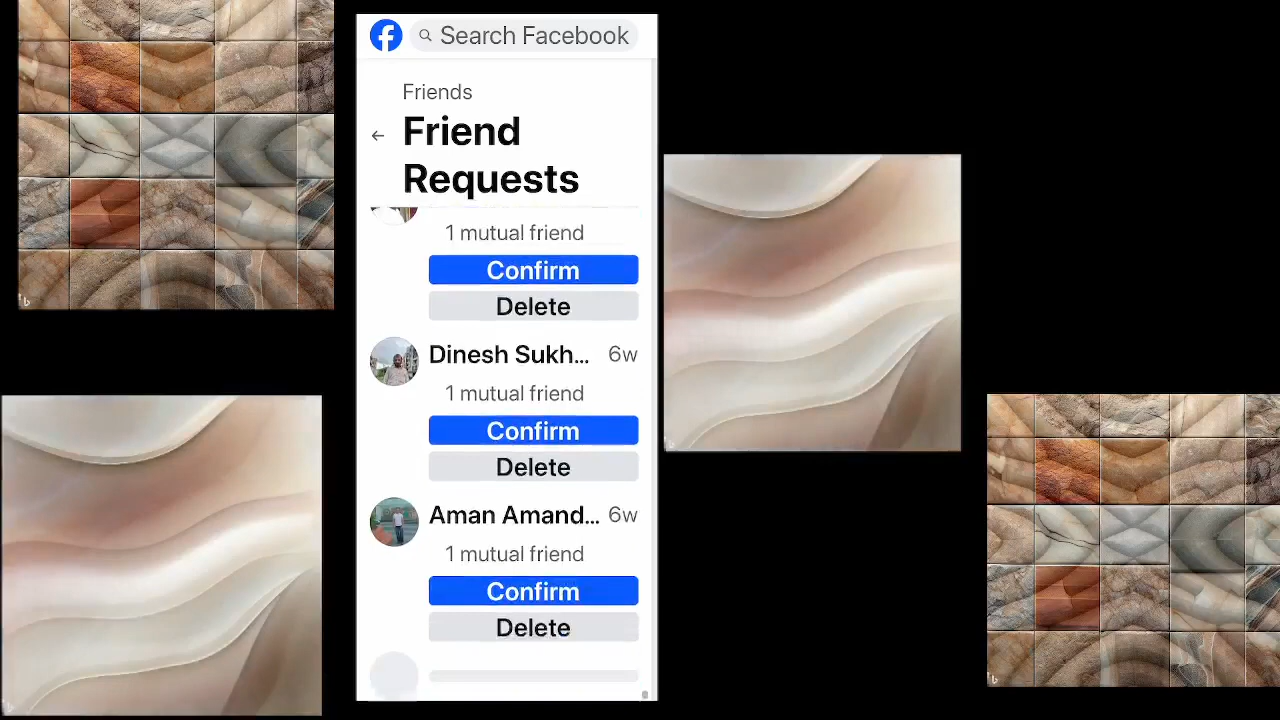 Search Facebook
Friends
Friend
Requests
1 mutual friend
Confirm
Delete
Dinesh Sukh... 6w
1 mutual friend
Confirm
Delete
Aman Amand... 6w
1 mutual friend
Confirm
Delete